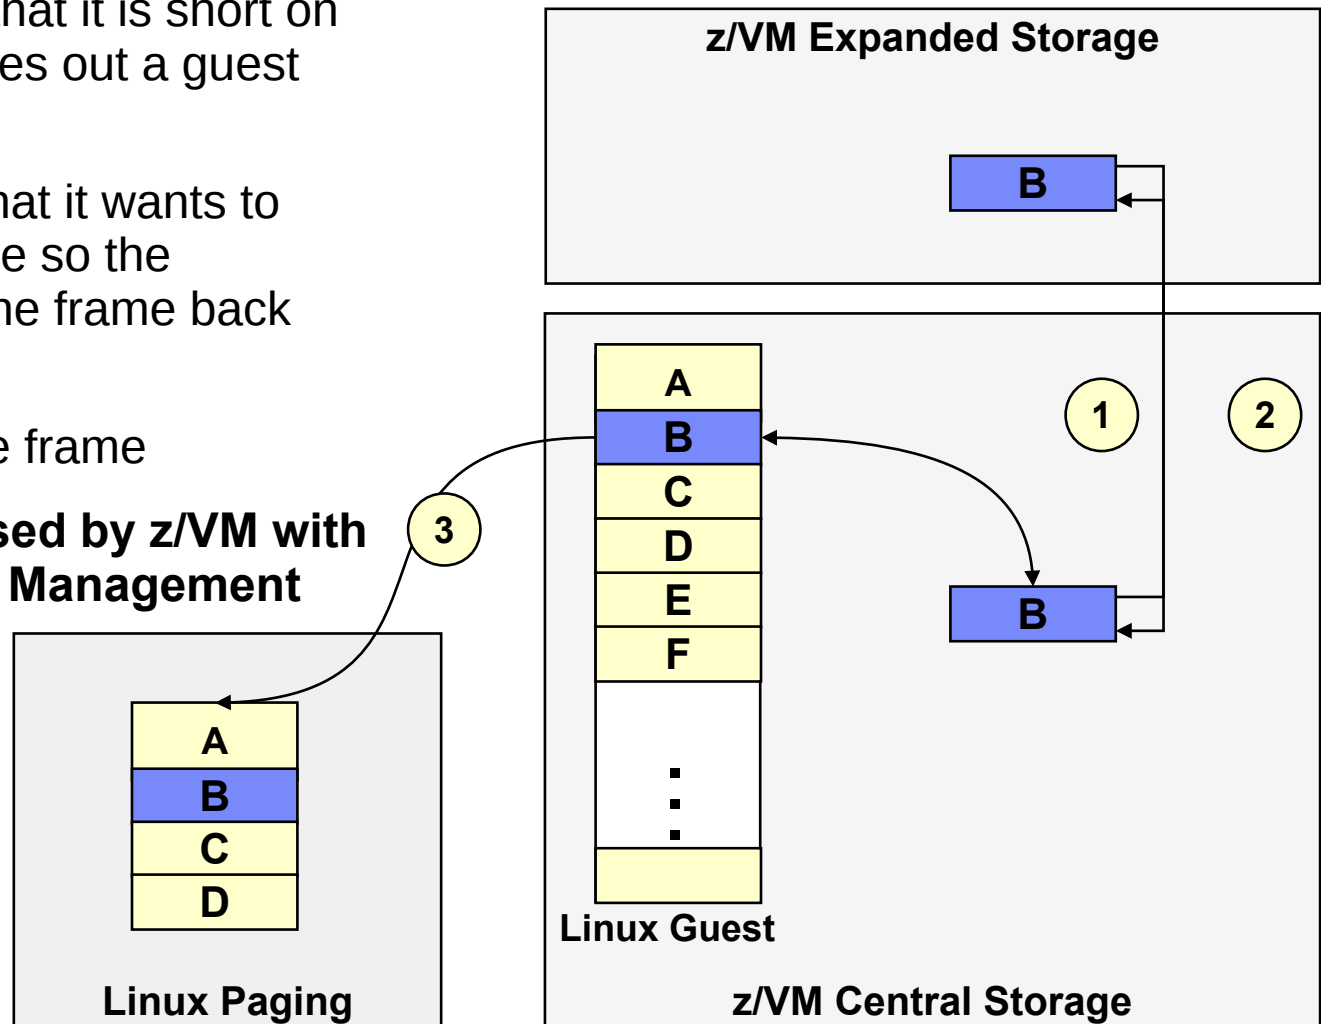 that it is short on
es out a guest
hat it wants to
e so the
he frame back
e frame
sed by z/VM with
Management
z/VM Expanded Storage
B
A
B
C
D
E
F
Linux Guest
B
1
2
3
z/VM Central Storage
A
B
C
D
Linux Paging